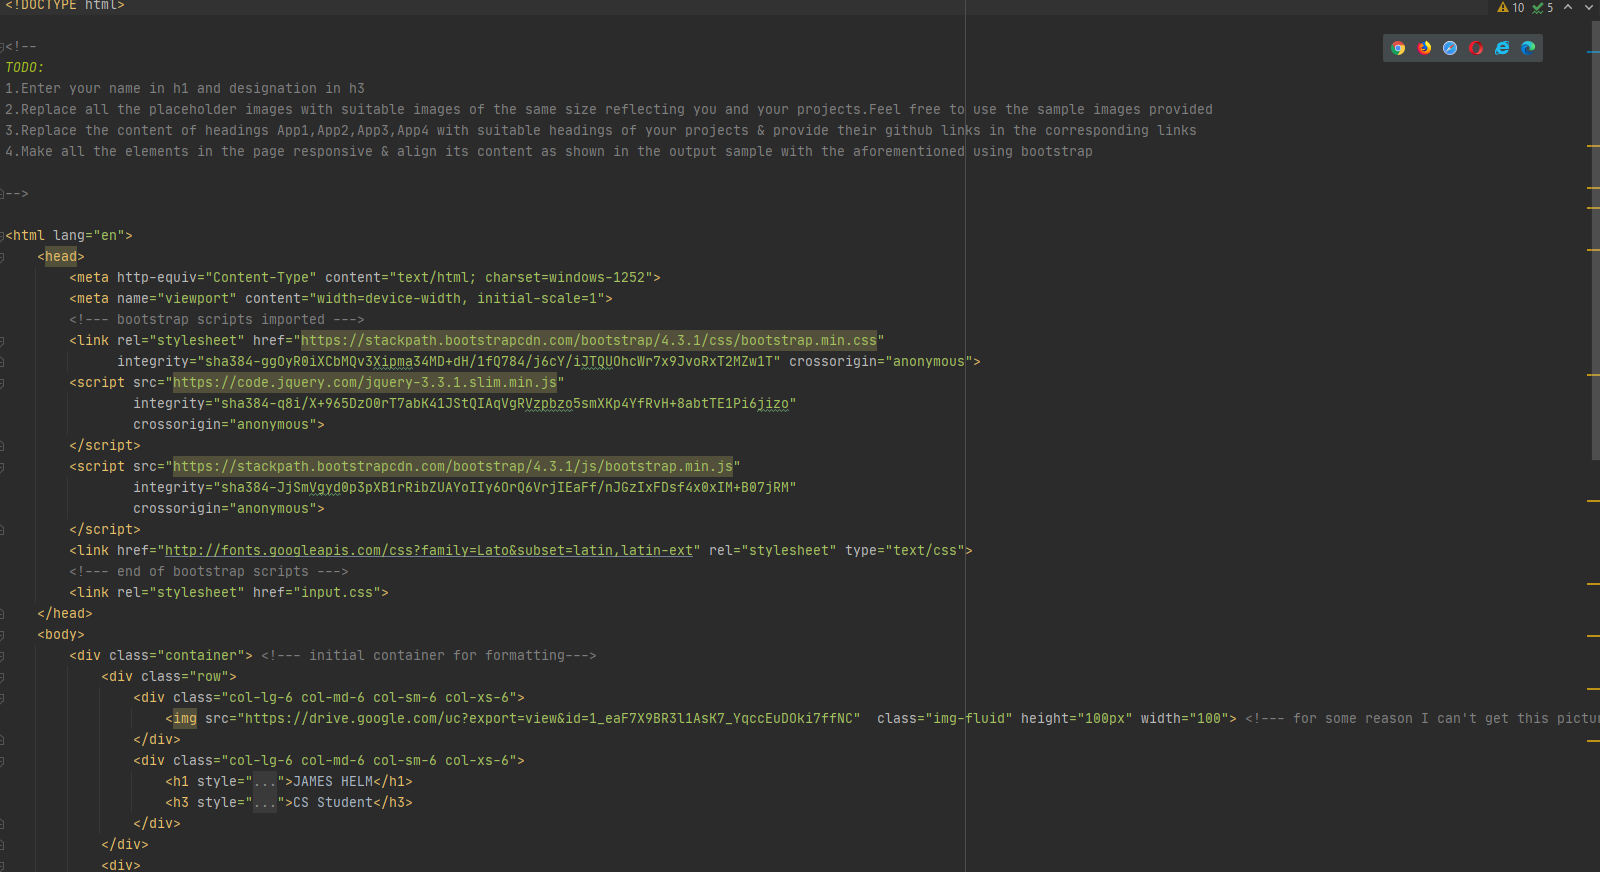 <!DOCTYPE html>
10 5
<!--
TODO:
1.Enter your name in h1 and designation in h3
2.Replace all the placeholder images with suitable images of the same size reflecting you and your projects.Feel free to use the sample images provided
3.Replace the content of headings App1,App2,App3,App4 with suitable headings of your projects & provide their github links in the corresponding links
4.Make all the elements in the page responsive & align its content as shown in the output sample with the aforementioned using bootstrap
-->
<html lang="en">
<head>
<meta http-equiv="Content-Type" content="text/html; charset=windows-1252">
<meta name="viewport" content="width=device-width, initial-scale=1">
<!--- bootstrap scripts imported --->
<link rel="stylesheet" href="https://stackpath.bootstrapcdn.com/bootstrap/4.3.1/css/bootstrap.min.css"
integrity="sha384-ggOyR0iXCbMQv3Xipma34MD+dH/1fQ784/j6cY/iJTQUOhcWr7x9JvoRxT2MZw1T" crossorigin="anonymous">
<script src="https://code.jquery.com/jquery-3.3.1.slim.min.js"
integrity="sha384-q8i/X+965DzO0rT7abK41JStQIAqVgRVzpbzo5smXKp4YfRvH+8abtTE1Pi6jizo"
crossorigin="anonymous">
</script>
<script src="https://stackpath.bootstrapcdn.com/bootstrap/4.3.1/js/bootstrap.min.js"
integrity="sha384-JjSmVgyd0p3pXB1rRibZUAYoIIy6OrQ6VrjIEaFf/nJGzIxFDsf4x0xIM+B07jRM"
crossorigin="anonymous">
</script>
<link href="http://fonts.googleapis.com/css?family=Lato&subset=latin,latin-ext" rel="stylesheet" type="text/css">
<!--- end of bootstrap scripts --->
<link rel="stylesheet" href="input.css">
</head>
<body>
<div class="container"> <!--- initial container for formatting--->
<div class="row">
<div class="col-lg-6 col-md-6 col-sm-6 col-xs-6">
<img src="https://drive.google.com/uc?export=view&id=1_eaF7X9BR3l1AsK7_YqccEuDOki7ffNC" class="img-fluid" height="100px" width="100"> <!--- for some reason I can't get this pictur
</div>
<div class="col-lg-6 col-md-6 col-sm-6 col-xs-6">
<h1 style="...">JAMES HELM</h1>
<h3 style="...">CS Student</h3>
</div>
</div>
<div>